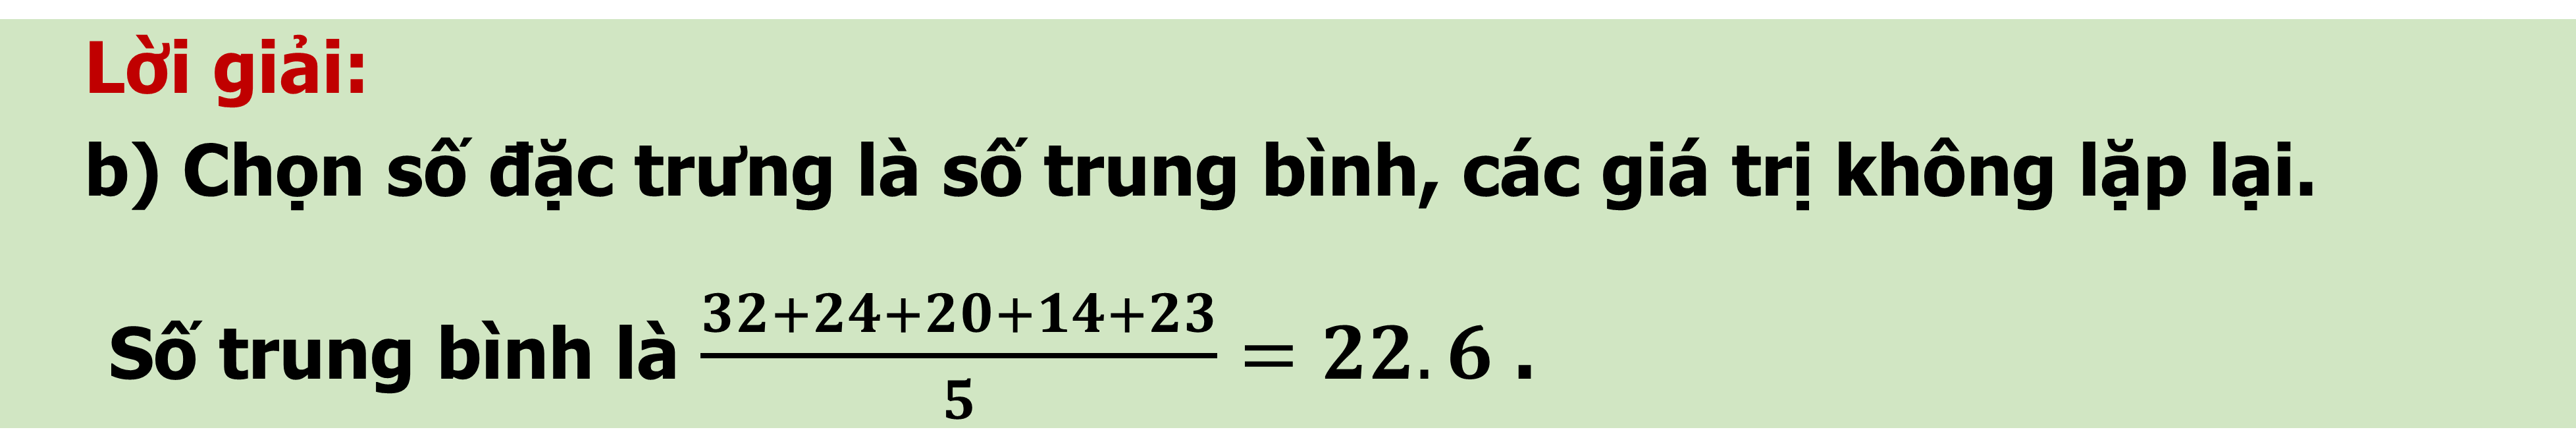 Lời giải:
b) Chọn số đặc trưng là số trung bình, các giá trị không lặp lại.
Số trung bình là \frac{32+24+20+14+23}{5} = 22.6 .